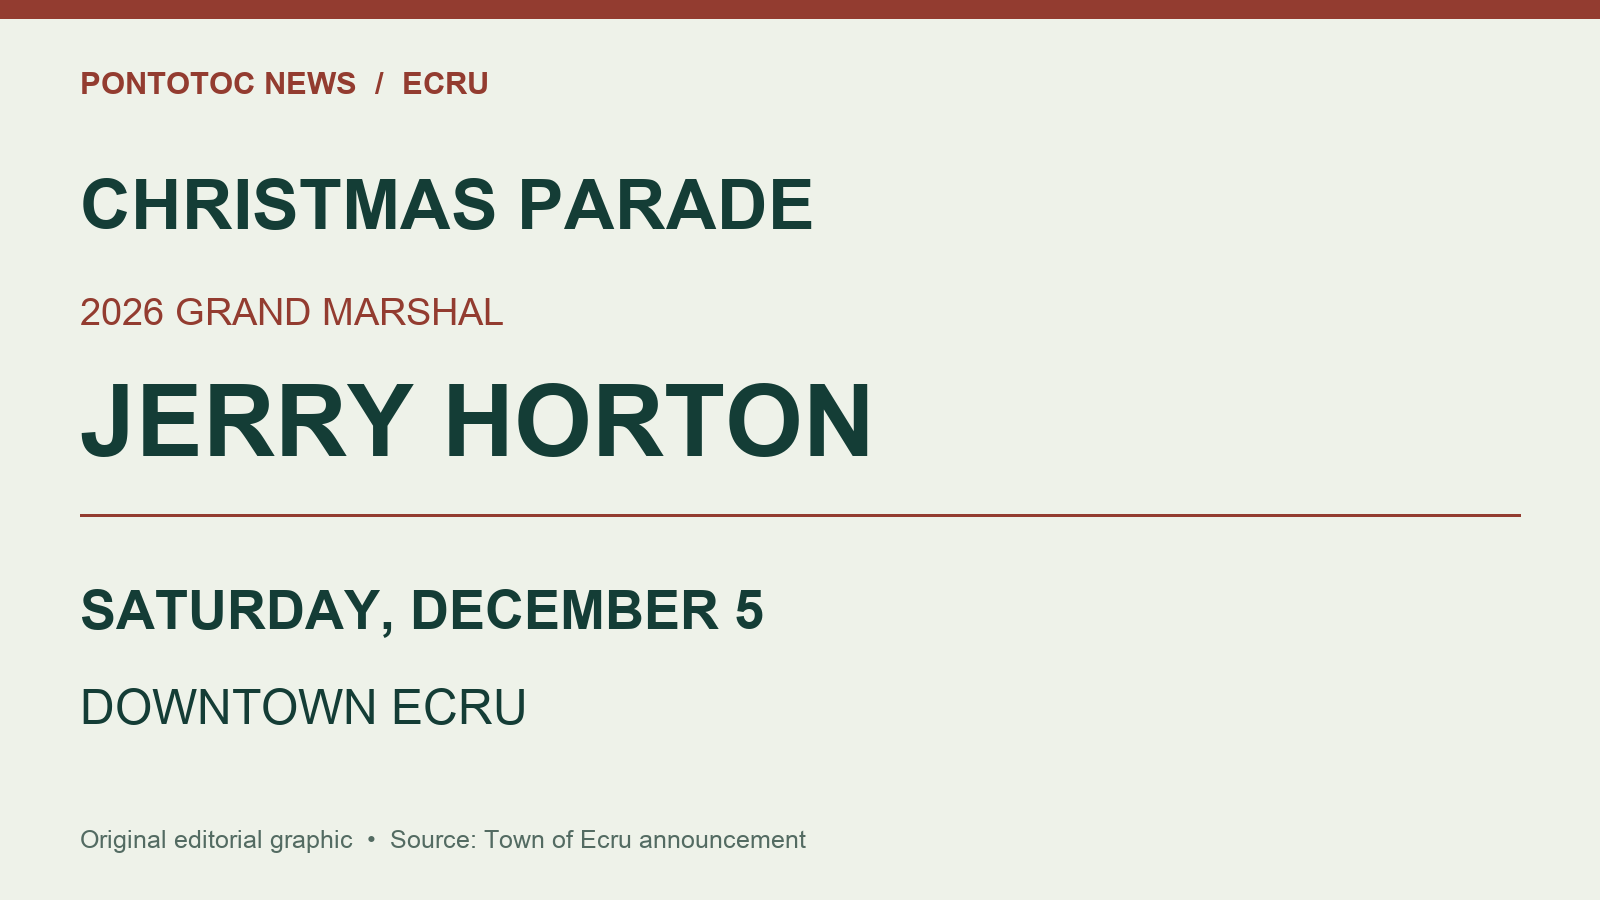 PONTOTOC NEWS / ECRU
CHRISTMAS PARADE
2026 GRAND MARSHAL
JERRY HORTON
SATURDAY, DECEMBER 5
DOWNTOWN ECRU
Original editorial graphic • Source: Town of Ecru announcement